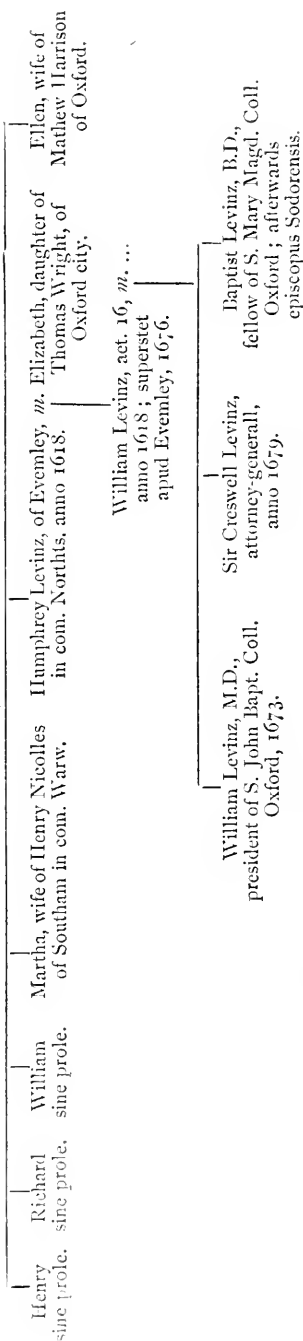 Henry
sine prole.
Richard
sine prole.
William
sine prole.
Martha, wife of Henry Nicolles
of Southam in com. Warw.
Humphrey Levinz, of Evemley,
in com. Northts, anno 1618.
m. Elizabeth, daughter of
Thomas Wright, of
Oxford city.
Ellen, wife of
Mathew Harrison
of Oxford.
William Levinz, aet. 16, m. ...
anno 1618; superstet
apud Evemley, 1676.
William Levinz, M.D.,
president of S. John Bapt. Coll.
Oxford, 1673.
Sir Creswell Levinz,
attorney-generall,
anno 1679.
Baptist Levinz, B.D.,
fellow of S. Mary Magd. Coll.
Oxford; afterwards
episcopus Sodorensis.